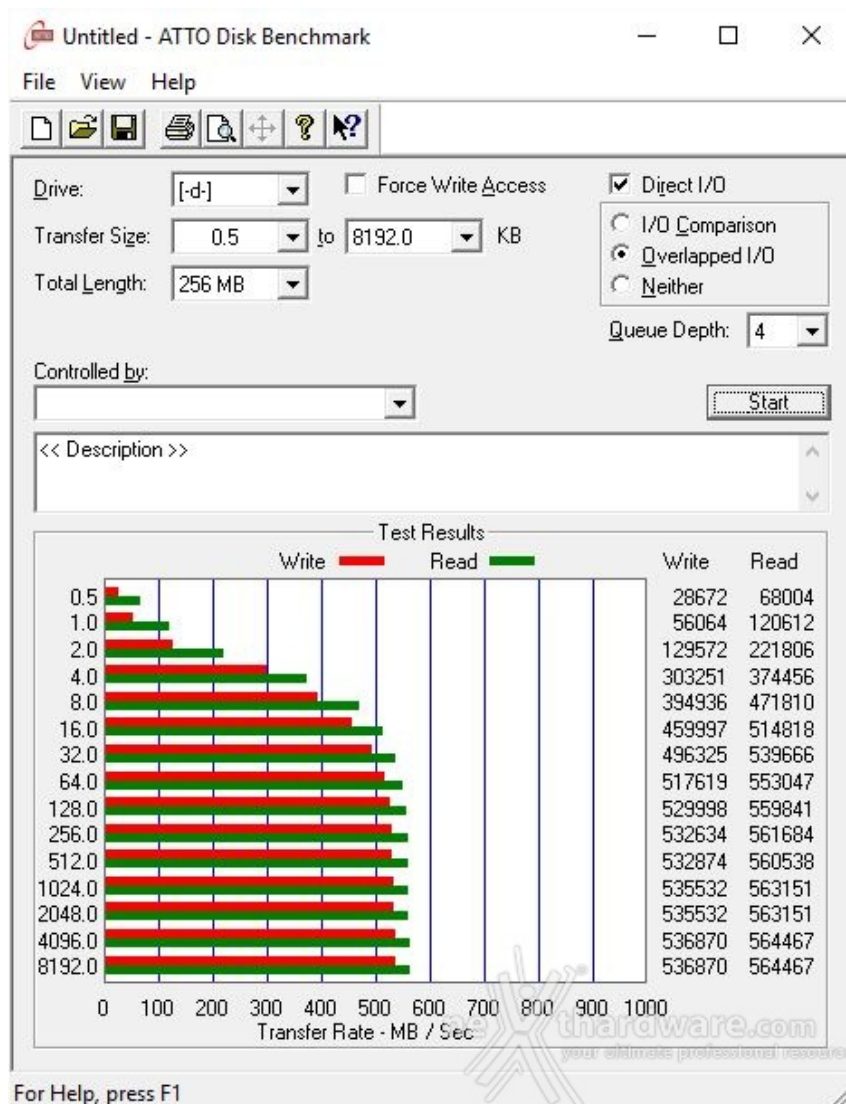 Untitled - ATTO Disk Benchmark
File View Help
Drive: [-d-] Force Write Access Direct I/O
Transfer Size: 0.5 to 8192.0 KB I/O Comparison
Overlapped I/O
Total Length: 256 MB Neither
Queue Depth: 4
Controlled by:
Start
<< Description >>
Test Results
Write Read Write Read
0.5 28672 68004
1.0 56064 120612
2.0 129572 221806
4.0 303251 374456
8.0 394936 471810
16.0 459997 514818
32.0 496325 539666
64.0 517619 553047
128.0 529998 559841
256.0 532634 561684
512.0 532874 560538
1024.0 535532 563151
2048.0 535532 563151
4096.0 536870 564467
8192.0 536870 564467
0 100 200 300 400 500 600 700 800 900 1000
Transfer Rate - MB / Sec
nexthardware.com
your ultimate professional resource
For Help, press F1